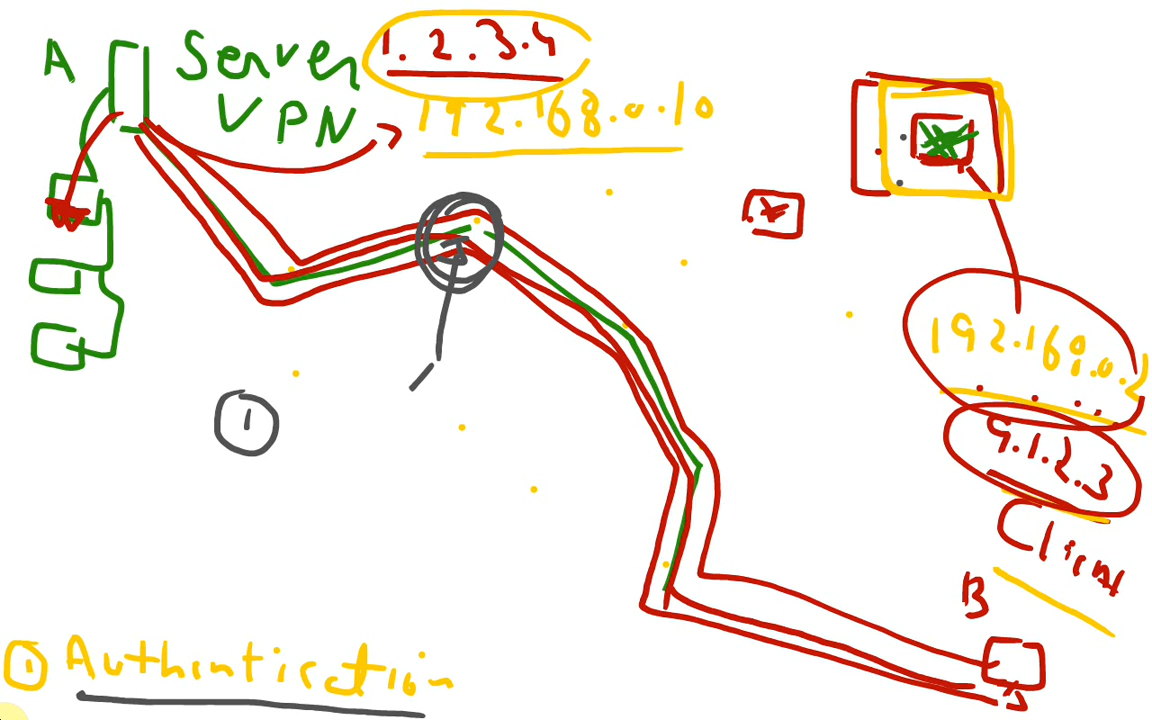 A Server 1.2.3.4
VPN 192.168.0.10
192.168.0.2
9.1.2.3
Client
B
1
1 Authentication